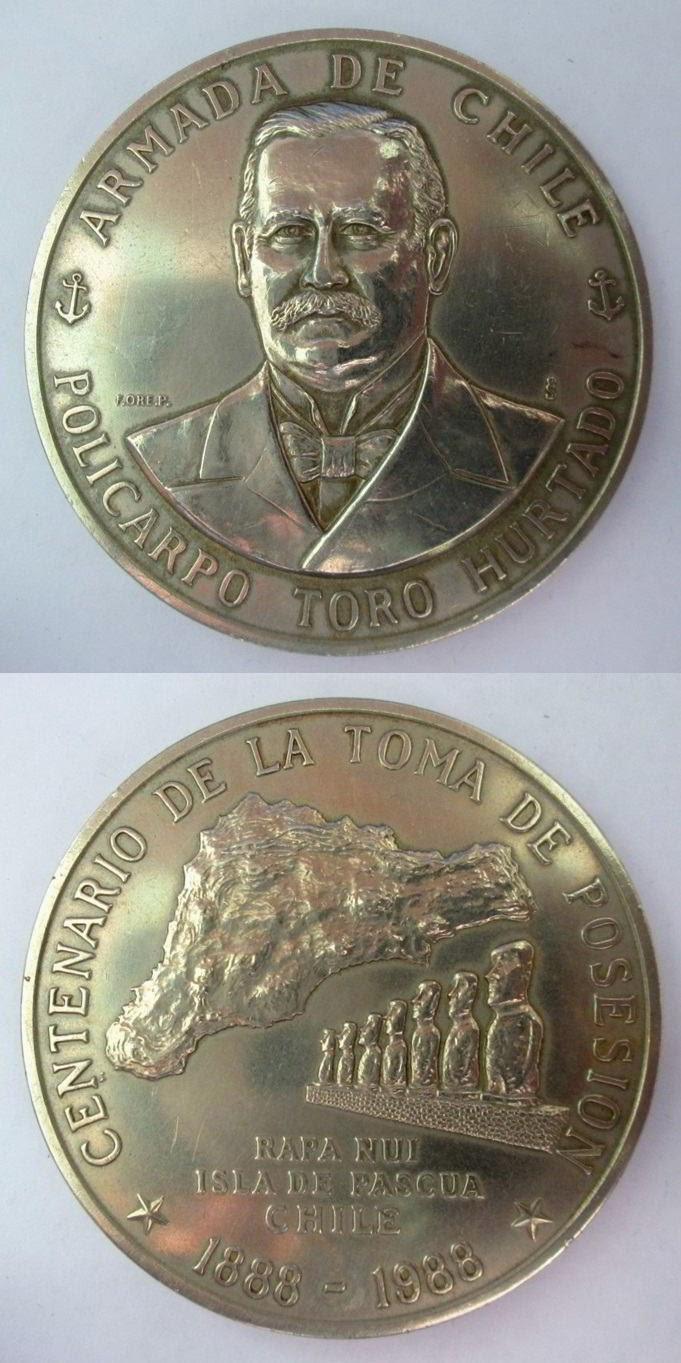 ARMADA DE CHILE
POLICARPO TORO HURTADO
CENTENARIO DE LA TOMA DE POSESION
RAPA NUI
ISLA DE PASCUA
CHILE
1888 - 1988